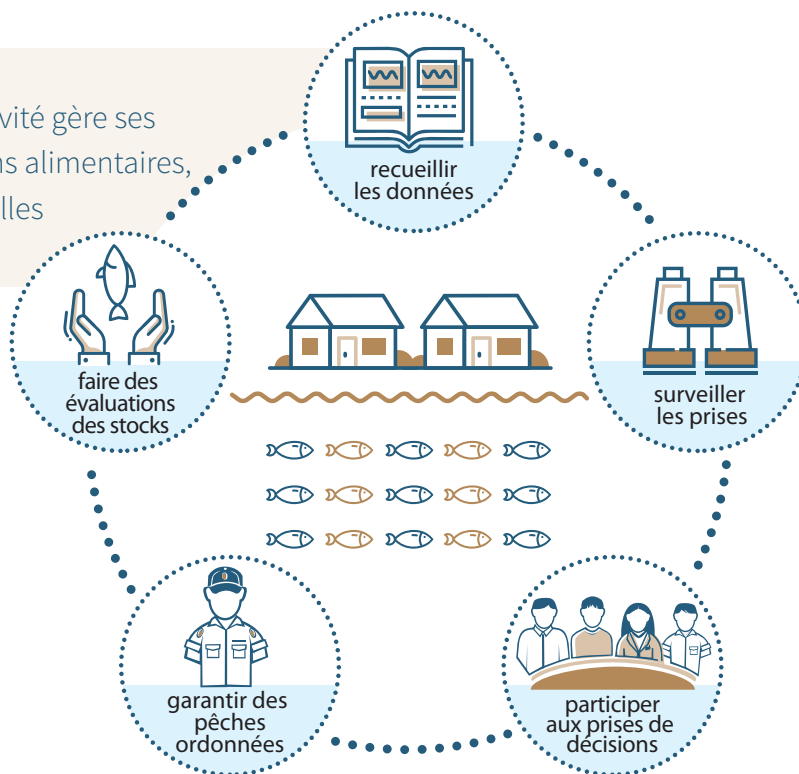 vité gère ses
ns alimentaires,
lles
recueillir
les données
surveiller
les prises
participer
aux prises de
décisions
garantir des
pêches
ordonnées
faire des
évaluations
des stocks